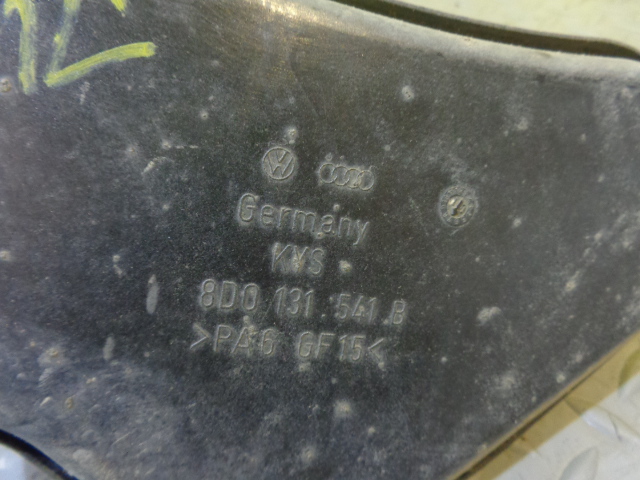 Germany
KVS
8D0 131 541 B
>PA6 GF15<